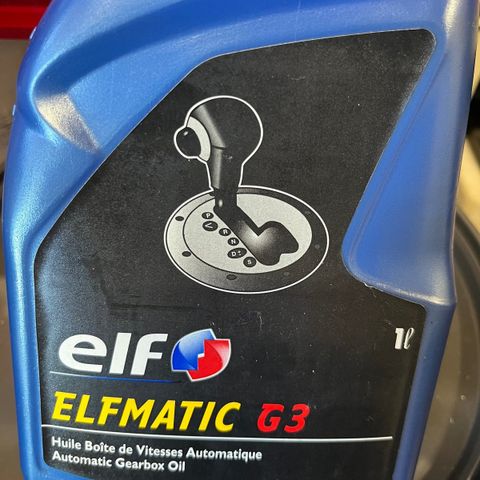 P
R
N
D
S
elf
1ℓ
ELFMATIC G3
Huile Boîte de Vitesses Automatique
Automatic Gearbox Oil